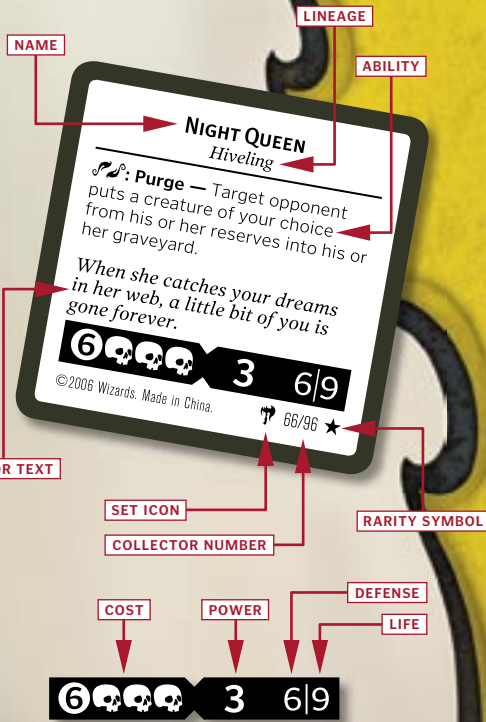 LINEAGE
NAME
ABILITY
NIGHT QUEEN
Hiveling
: Purge — Target opponent
puts a creature of your choice
from his or her reserves into his or
her graveyard.
When she catches your dreams
in her web, a little bit of you is
gone forever.
6 3 6|9
©2006 Wizards. Made in China.
66/96 ★
R TEXT
SET ICON
RARITY SYMBOL
COLLECTOR NUMBER
DEFENSE
COST
POWER
LIFE
6 3 6|9